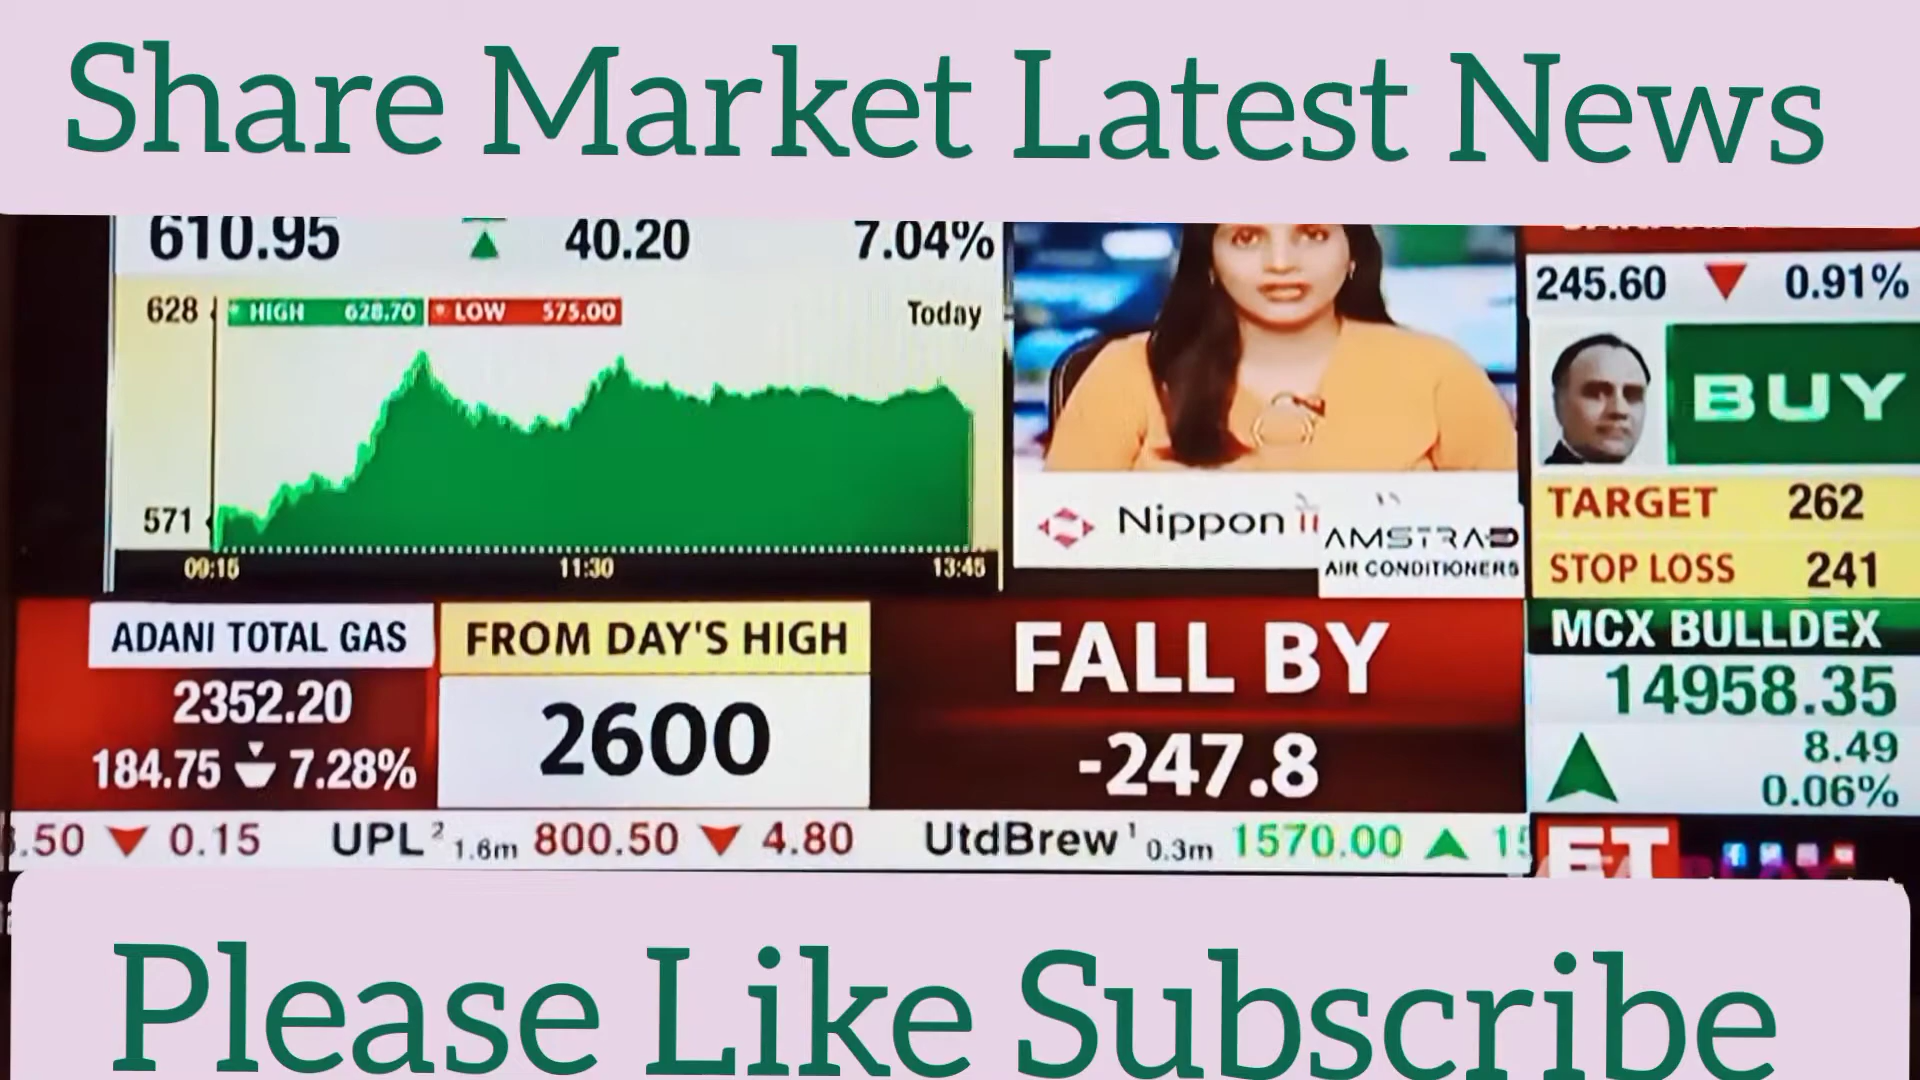 Share Market Latest News
610.95 40.20 7.04%
628 HIGH 628.70 LOW 575.00 Today
571
09:15 11:30 13:45
Nippon
AMSTRAD
AIR CONDITIONERS
245.60 0.91%
BUY
TARGET 262
STOP LOSS 241
MCX BULLDEX
14958.35
8.49
0.06%
ADANI TOTAL GAS
2352.20
184.75 7.28%
FROM DAY'S HIGH
2600
FALL BY
-247.8
.50 0.15 UPL² 1.6m 800.50 4.80 UtdBrew¹ 0.3m 1570.00
ET
Please Like Subscribe